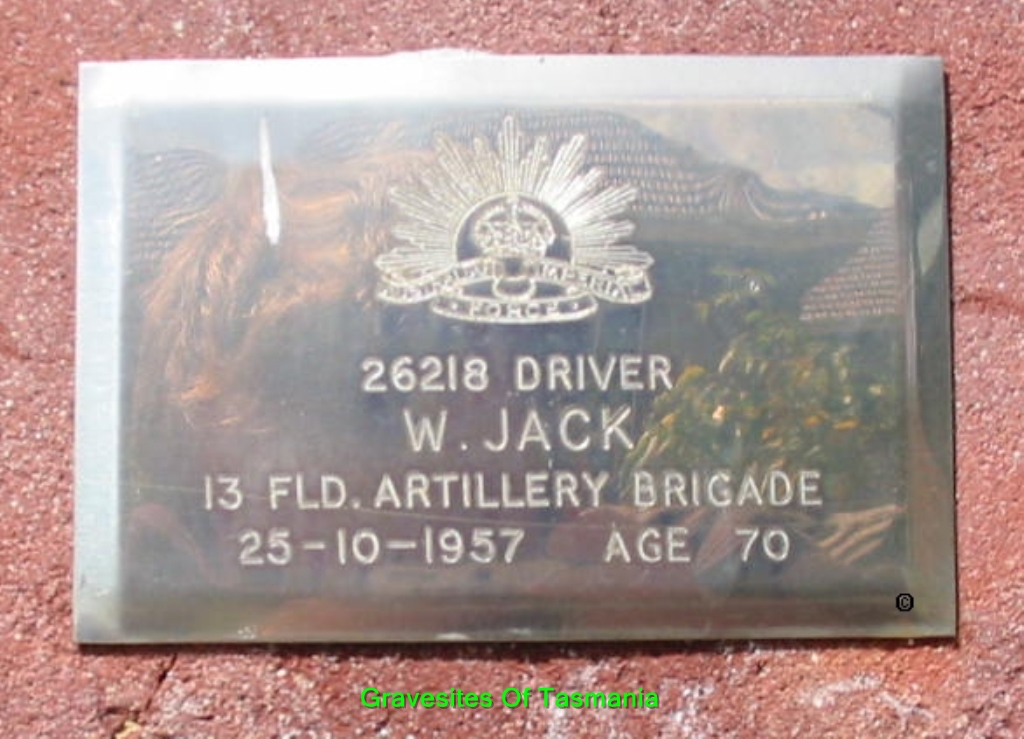 AUSTRALIAN IMPERIAL
FORCE
26218 DRIVER
W. JACK
13 FLD. ARTILLERY BRIGADE
25-10-1957 AGE 70
©
Gravesites Of Tasmania